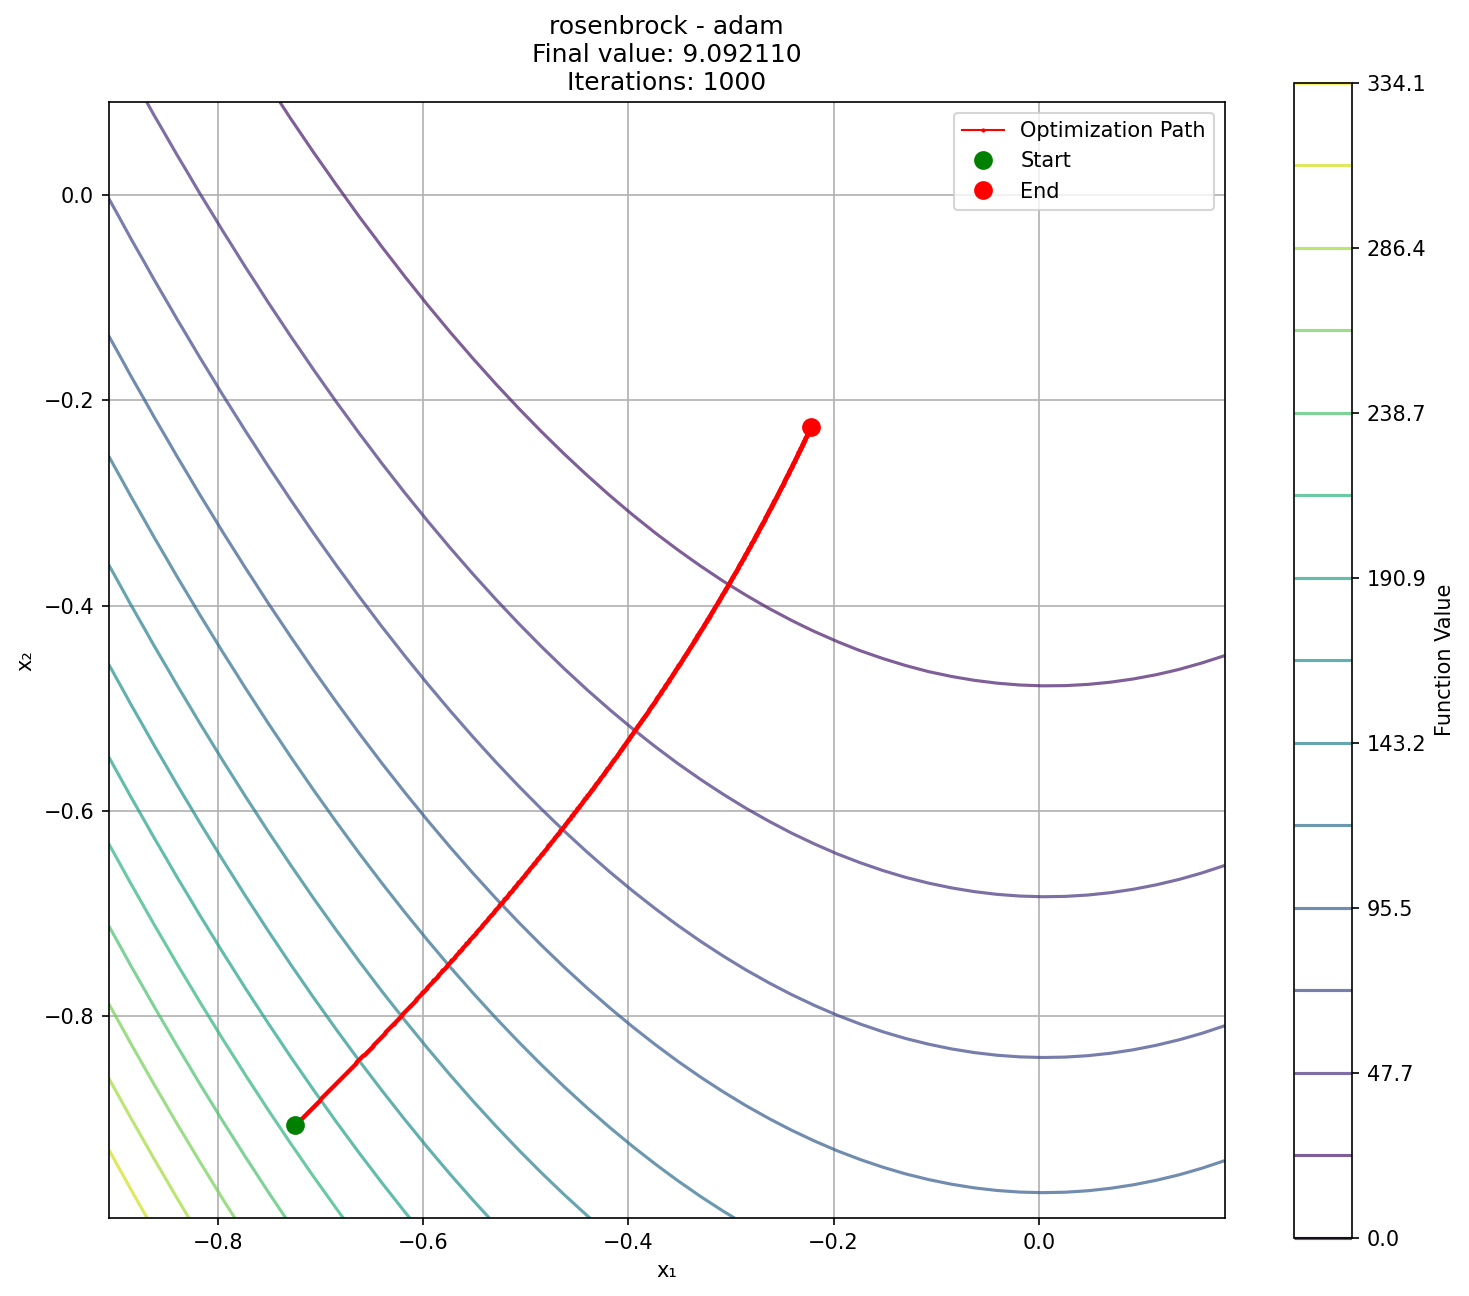 rosenbrock - adam
Final value: 9.092110
Iterations: 1000
Optimization Path
Start
End
0.0
−0.2
−0.4
−0.6
−0.8
x₂
−0.8
−0.6
−0.4
−0.2
0.0
x₁
334.1
286.4
238.7
190.9
143.2
95.5
47.7
0.0
Function Value